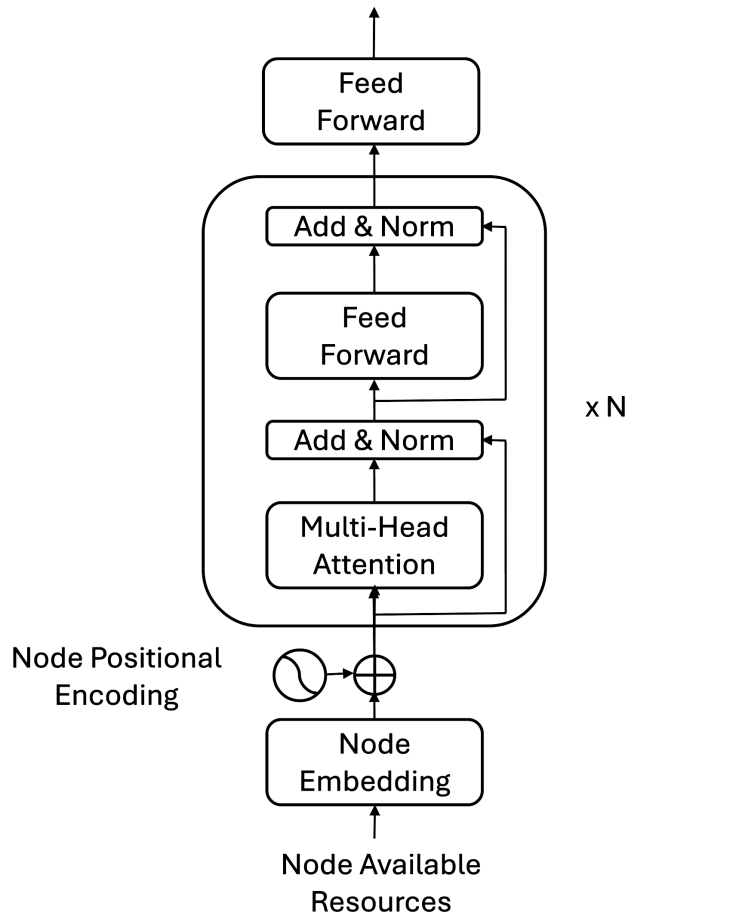 Feed
Forward
Add & Norm
Feed
Forward
x N
Add & Norm
Multi-Head
Attention
Node Positional
Encoding
Node
Embedding
Node Available
Resources